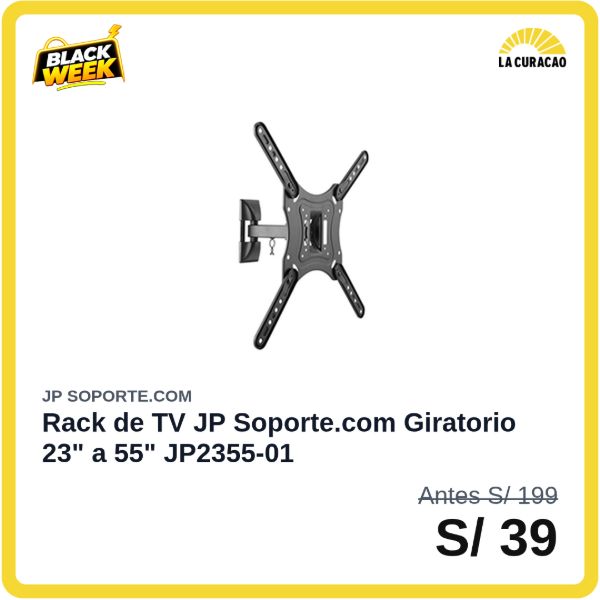 BLACK
WEEK
LA CURACAO
JP SOPORTE.COM
Rack de TV JP Soporte.com Giratorio
23" a 55" JP2355-01
Antes S/ 199
S/ 39